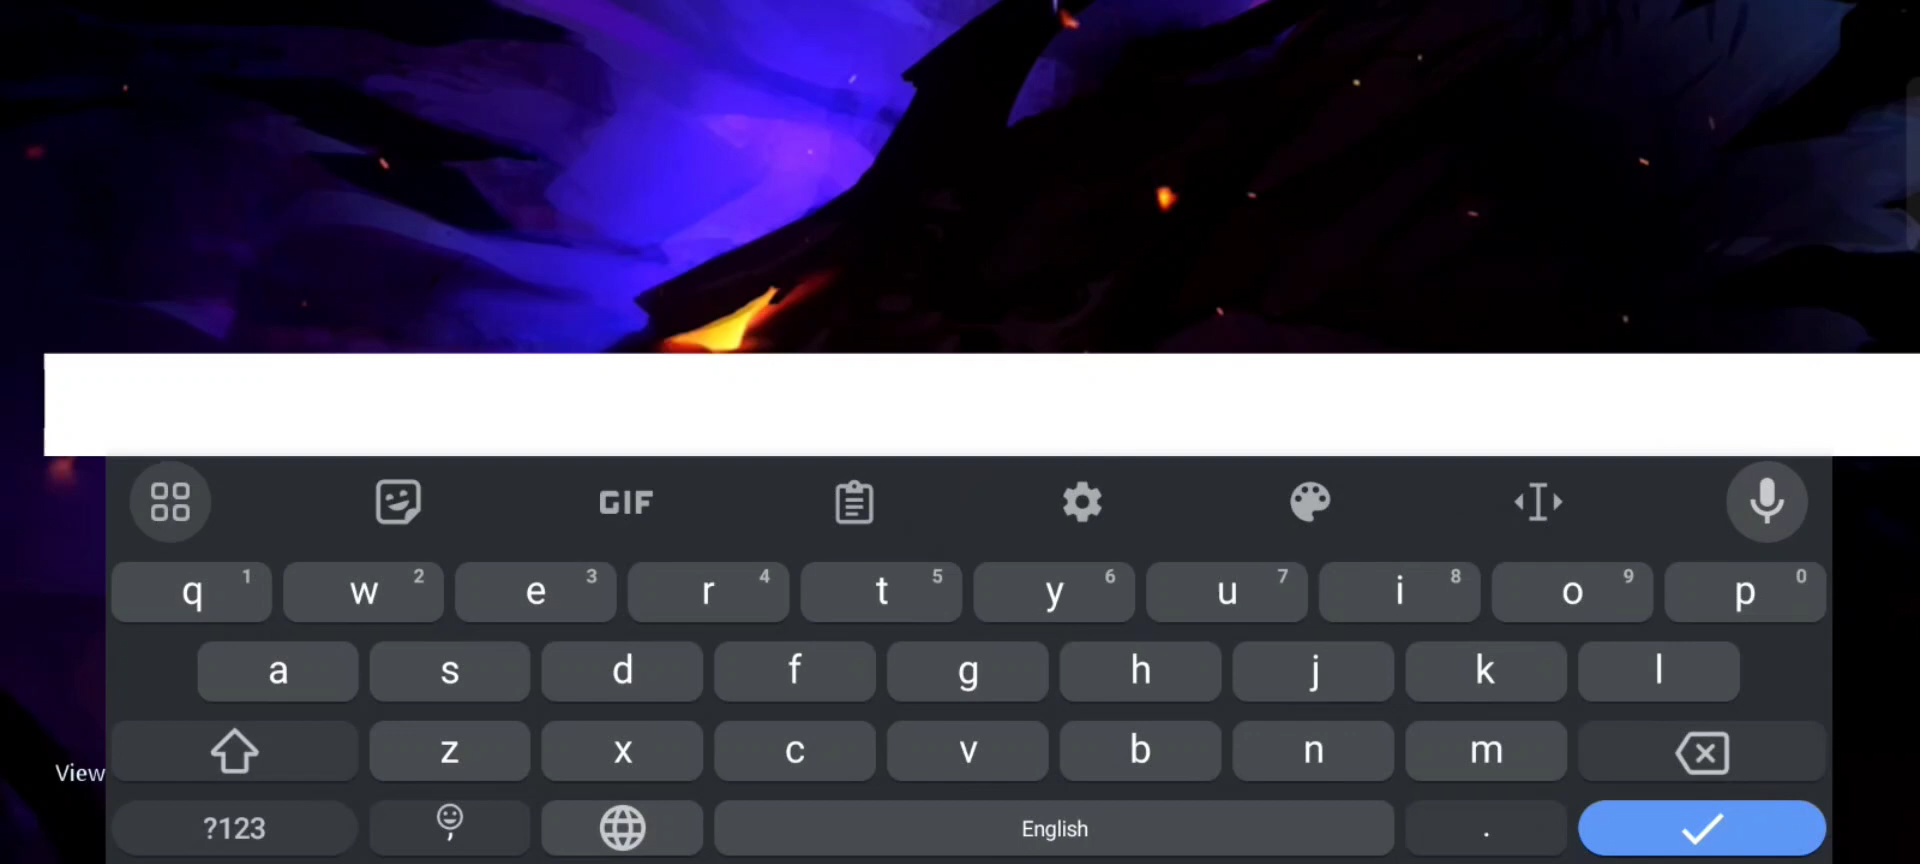 GIF
q 1 w 2 e 3 r 4 t 5 y 6 u 7 i 8 o 9 p 0
a s d f g h j k l
z x c v b n m
View
?123 , English .